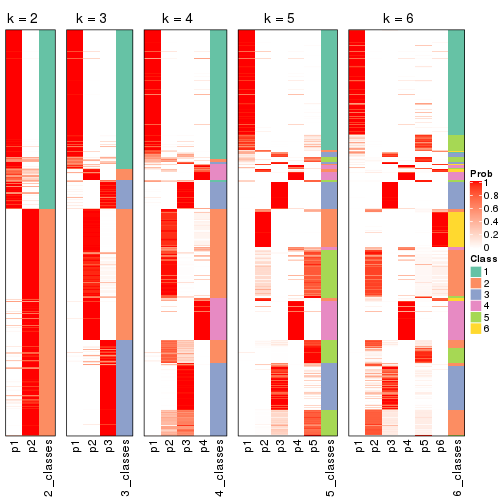 k = 2
k = 3
k = 4
k = 5
k = 6
p1
p2
2_classes
p1
p2
p3
3_classes
p1
p2
p3
p4
4_classes
p1
p2
p3
p4
p5
5_classes
p1
p2
p3
p4
p5
p6
6_classes
Prob
1
0.8
0.6
0.4
0.2
0
Class
1
2
3
4
5
6